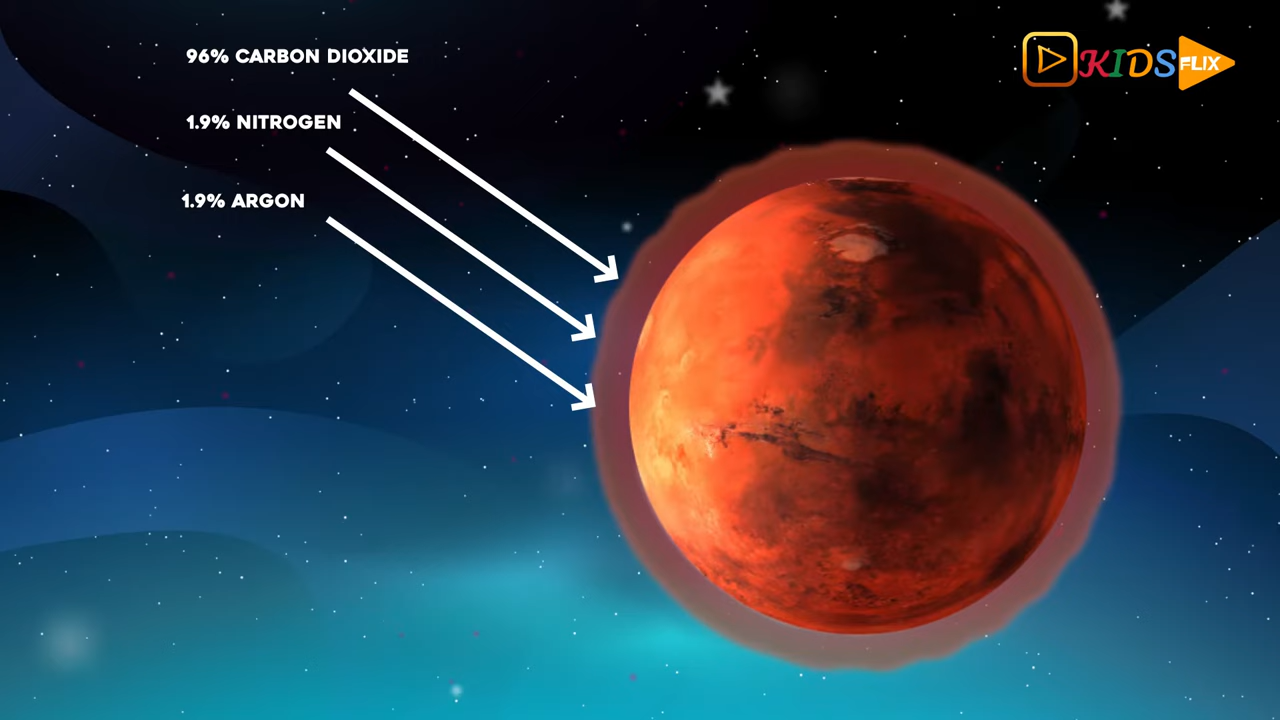 96% CARBON DIOXIDE
1.9% NITROGEN
1.9% ARGON
KIDS FLIX